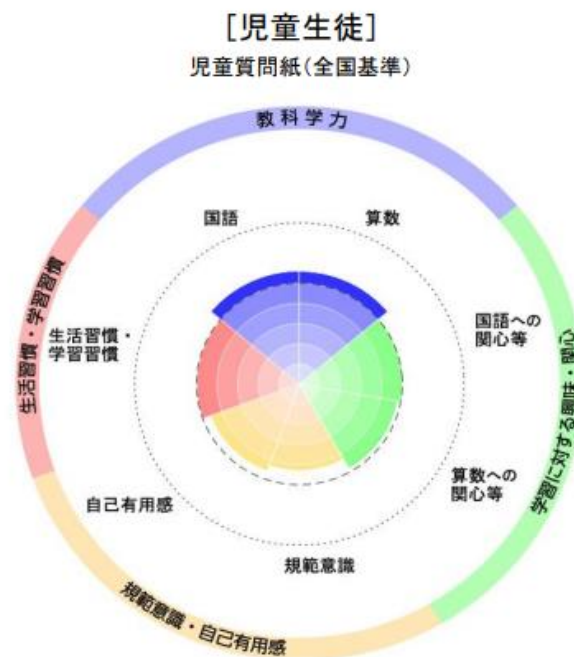 [児童生徒]
児童質問紙(全国基準)
教科学力
国語
算数
生活習慣・学習習慣
生活習慣・
学習習慣
国語への
関心等
学習に対する興味・関心
算数への
関心等
自己有用感
規範意識
規範意識・自己有用感